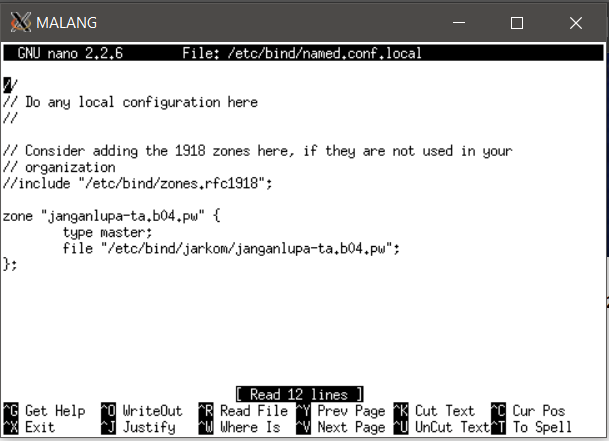 MALANG
GNU nano 2.2.6 File: /etc/bind/named.conf.local
//
// Do any local configuration here
//
// Consider adding the 1918 zones here, if they are not used in your
// organization
//include "/etc/bind/zones.rfc1918";
zone "janganlupa-ta.b04.pw" {
type master;
file "/etc/bind/jarkom/janganlupa-ta.b04.pw";
};
[ Read 12 lines ]
^G Get Help ^O WriteOut ^R Read File ^Y Prev Page ^K Cut Text ^C Cur Pos
^X Exit ^J Justify ^W Where Is ^V Next Page ^U UnCut Text ^T To Spell